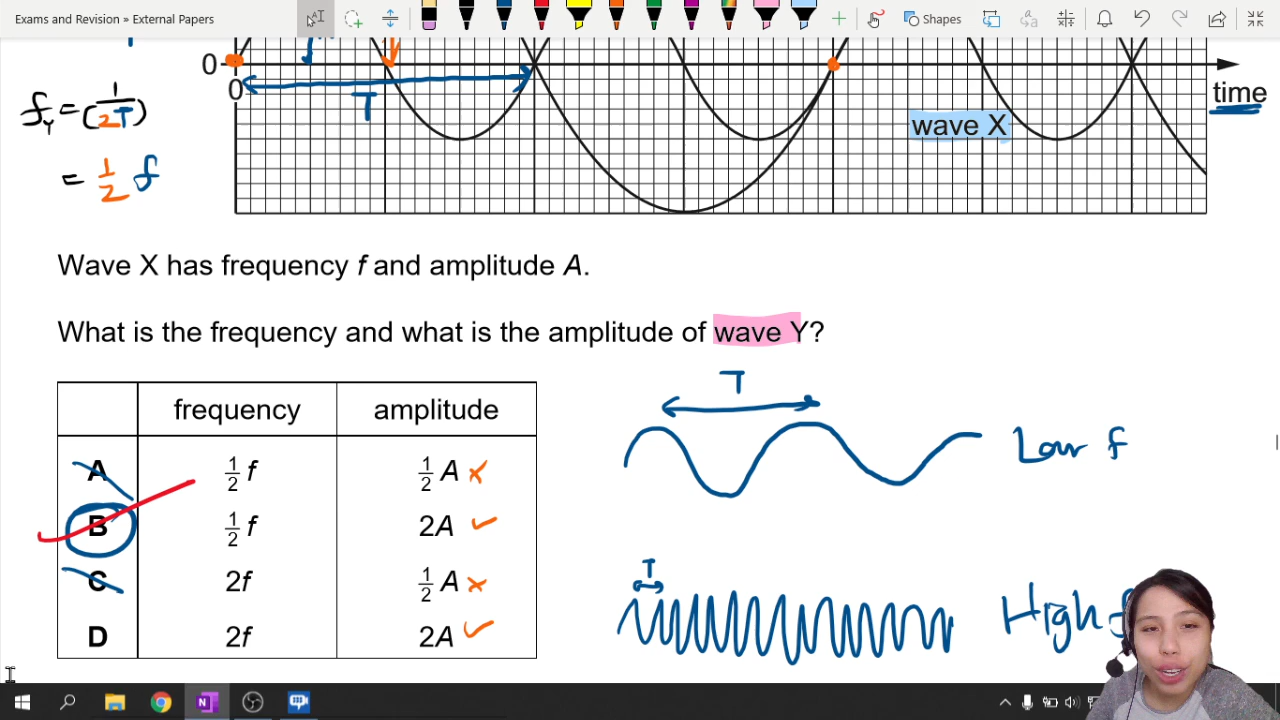 Exams and Revision » External Papers
Shapes
0
0
T
time
wave X
f_Y = (1/2T)
= 1/2 f
Wave X has frequency f and amplitude A.
What is the frequency and what is the amplitude of wave Y?
frequency amplitude
A 1/2 f 1/2 A ×
B 1/2 f 2A ✓
C 2f 1/2 A ×
D 2f 2A ✓
T
Low f
T
High f